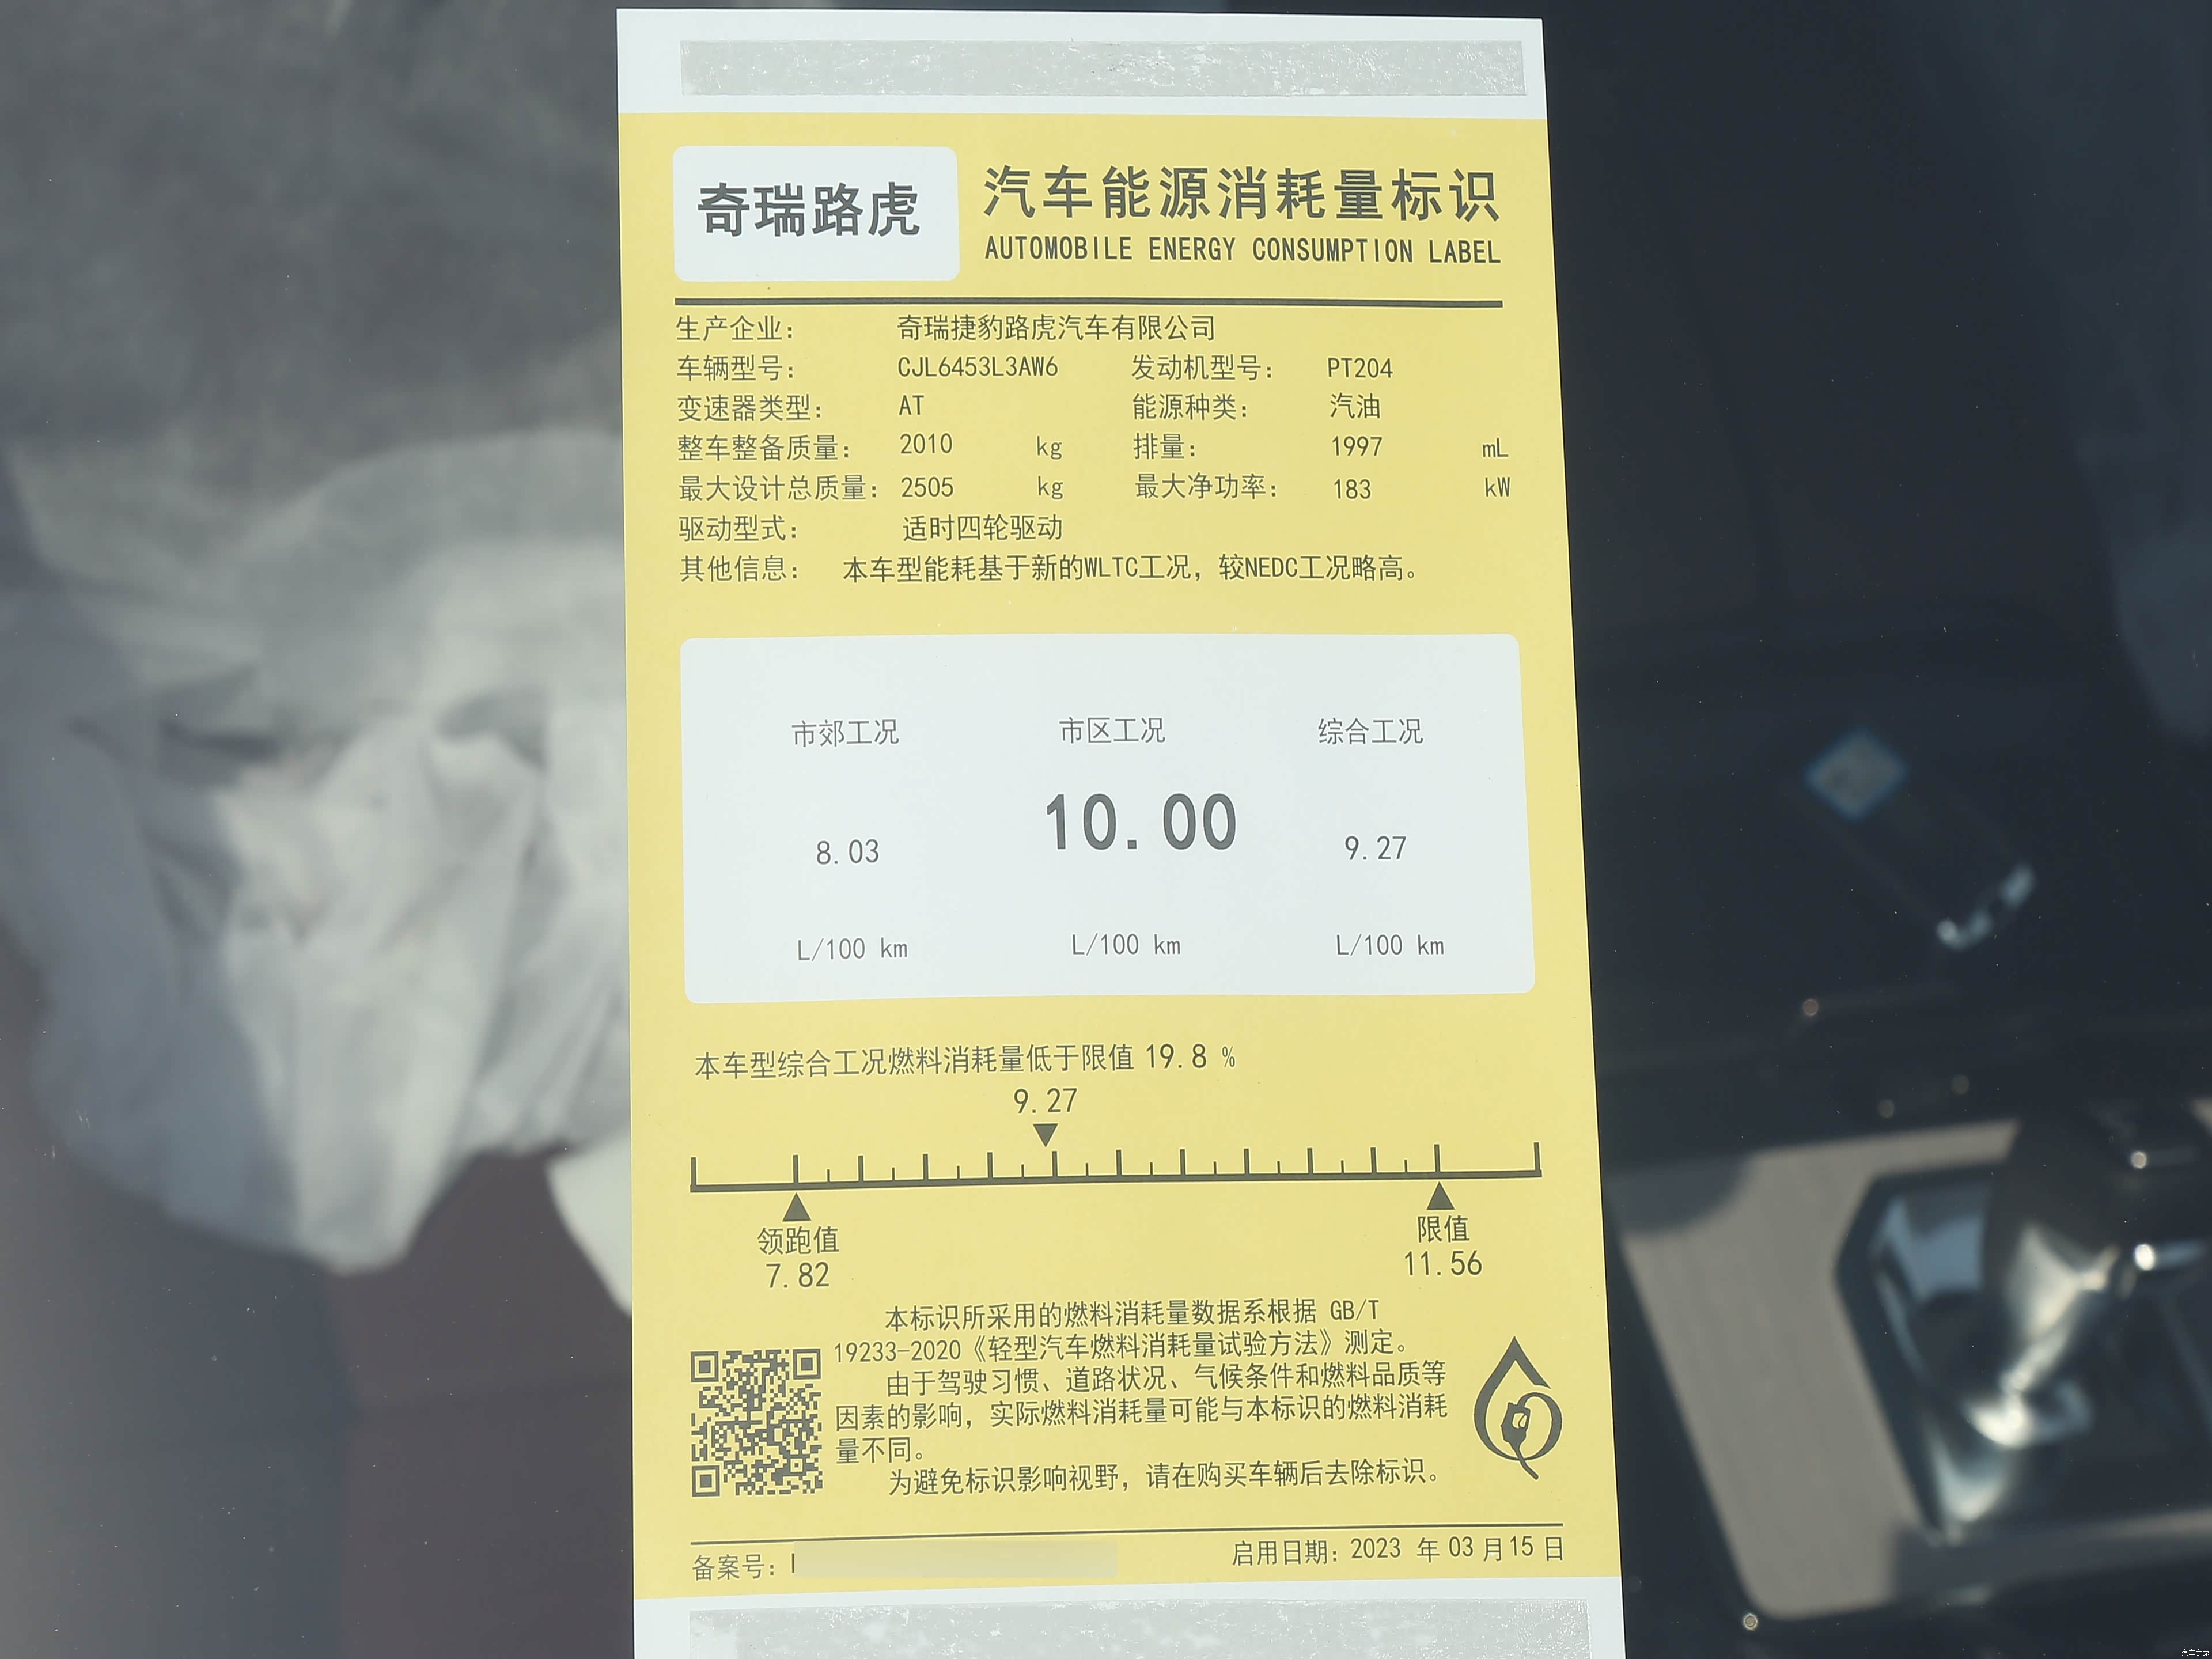 奇瑞路虎
汽车能源消耗量标识
AUTOMOBILE ENERGY CONSUMPTION LABEL
生产企业: 奇瑞捷豹路虎汽车有限公司
车辆型号: CJL6453L3AW6 发动机型号: PT204
变速器类型: AT 能源种类: 汽油
整车整备质量: 2010 kg 排量: 1997 mL
最大设计总质量: 2505 kg 最大净功率: 183 kW
驱动型式: 适时四轮驱动
其他信息: 本车型能耗基于新的WLTC工况，较NEDC工况略高。
市郊工况 市区工况 综合工况
8.03 10.00 9.27
L/100 km L/100 km L/100 km
本车型综合工况燃料消耗量低于限值 19.8 %
9.27
领跑值 限值
7.82 11.56
本标识所采用的燃料消耗量数据系根据 GB/T
19233-2020《轻型汽车燃料消耗量试验方法》测定。
由于驾驶习惯、道路状况、气候条件和燃料品质等
因素的影响，实际燃料消耗量可能与本标识的燃料消耗
量不同。
为避免标识影响视野，请在购买车辆后去除标识。
备案号: 启用日期: 2023 年 03 月 15 日
汽车之家